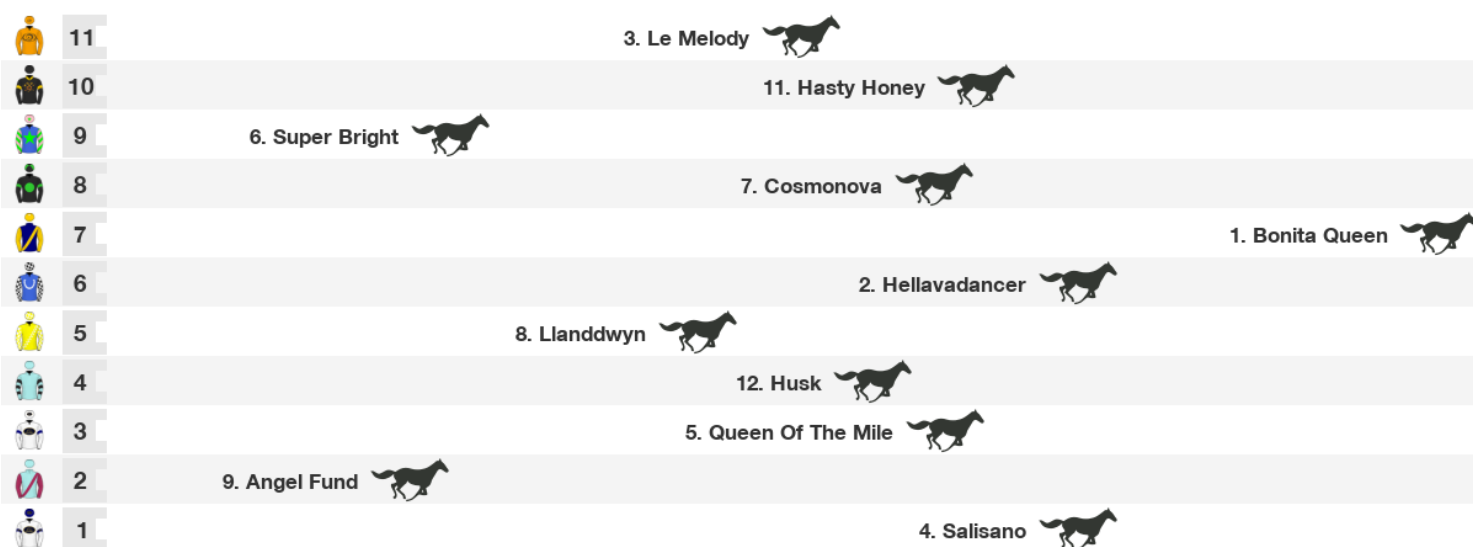 11 3. Le Melody
10 11. Hasty Honey
9 6. Super Bright
8 7. Cosmonova
7 1. Bonita Queen
6 2. Hellavadancer
5 8. Llanddwyn
4 12. Husk
3 5. Queen Of The Mile
2 9. Angel Fund
1 4. Salisano